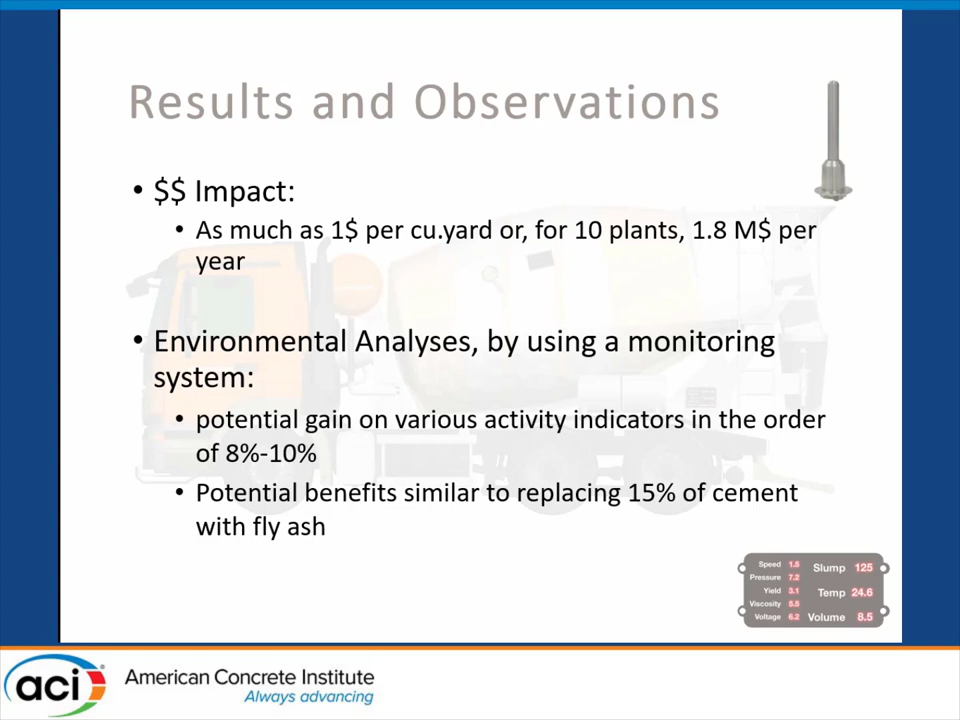 Results and Observations
• $$ Impact:
• As much as 1$ per cu.yard or, for 10 plants, 1.8 M$ per
year
• Environmental Analyses, by using a monitoring
system:
• potential gain on various activity indicators in the order
of 8%-10%
• Potential benefits similar to replacing 15% of cement
with fly ash
Speed 1.5
Pressure 7.2
Yield 3.1
Viscosity 5.5
Voltage 6.2
Slump 125
Temp 24.6
Volume 8.5
aci
American Concrete Institute
Always advancing